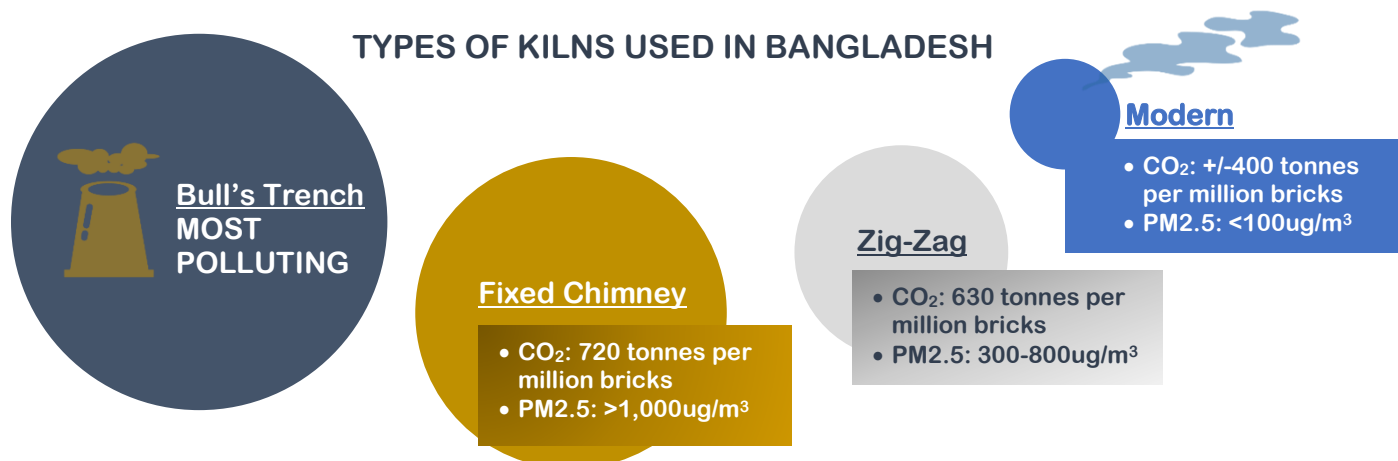 TYPES OF KILNS USED IN BANGLADESH
Bull's Trench
MOST
POLLUTING
Fixed Chimney
• CO₂: 720 tonnes per
million bricks
• PM2.5: >1,000ug/m³
Zig-Zag
• CO₂: 630 tonnes per
million bricks
• PM2.5: 300-800ug/m³
Modern
• CO₂: +/-400 tonnes
per million bricks
• PM2.5: <100ug/m³